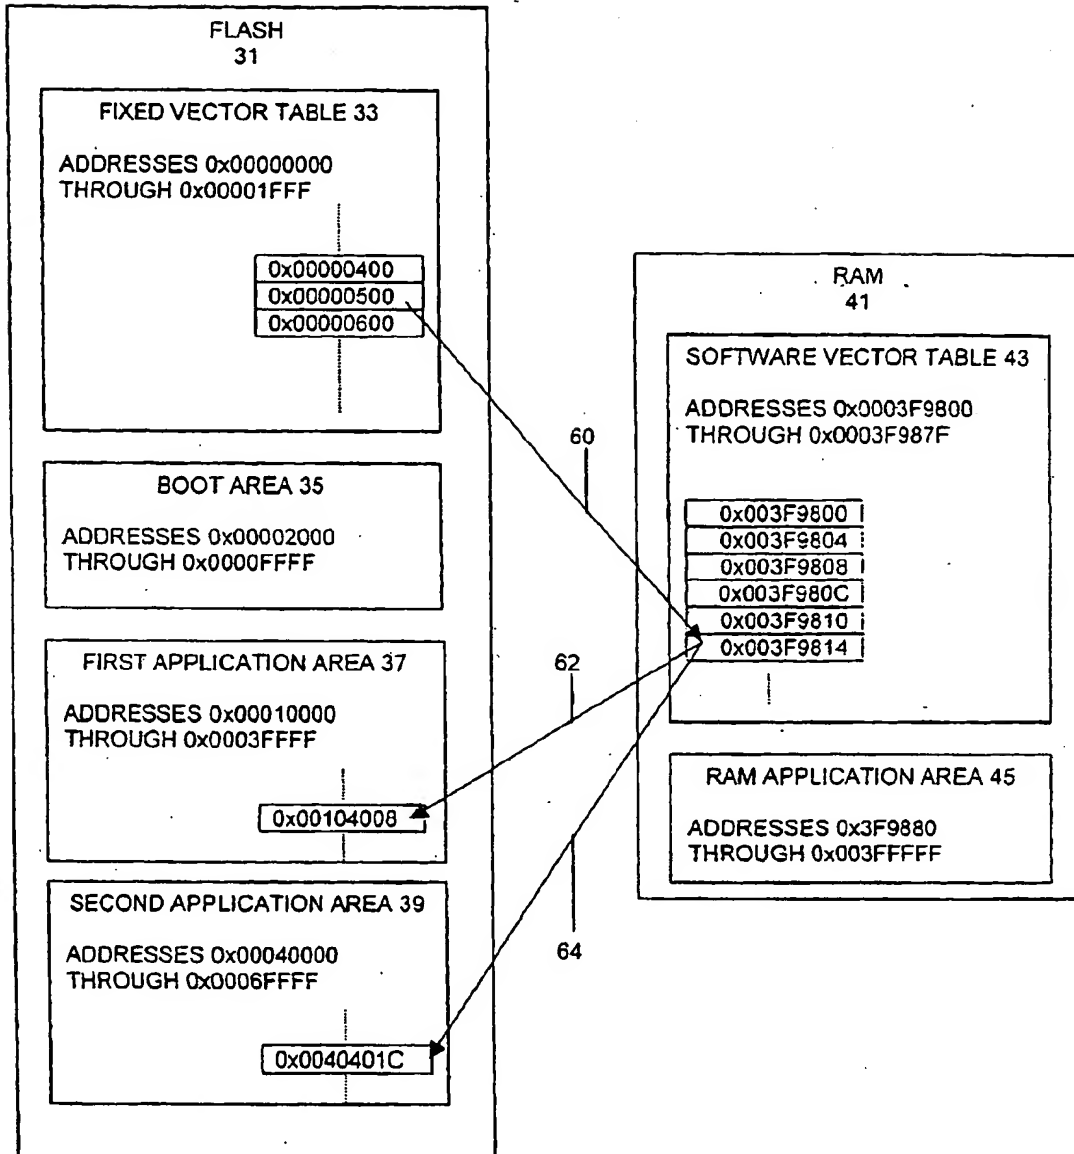 FLASH
31
FIXED VECTOR TABLE 33
ADDRESSES 0x00000000
THROUGH 0x00001FFF
0x00000400
0x00000500
0x00000600
BOOT AREA 35
ADDRESSES 0x00002000
THROUGH 0x0000FFFF
FIRST APPLICATION AREA 37
ADDRESSES 0x00010000
THROUGH 0x0003FFFF
0x00104008
SECOND APPLICATION AREA 39
ADDRESSES 0x00040000
THROUGH 0x0006FFFF
0x0040401C
60
62
64
RAM
41
SOFTWARE VECTOR TABLE 43
ADDRESSES 0x0003F9800
THROUGH 0x0003F987F
0x003F9800
0x003F9804
0x003F9808
0x003F980C
0x003F9810
0x003F9814
RAM APPLICATION AREA 45
ADDRESSES 0x3F9880
THROUGH 0x003FFFFF